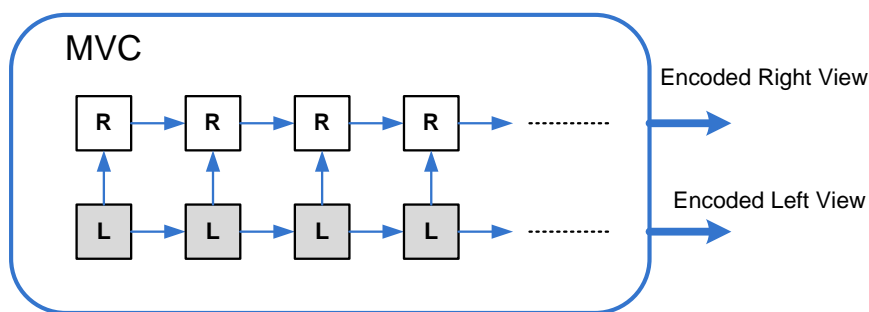 MVC
Encoded Right View
R R R R
Encoded Left View
L L L L